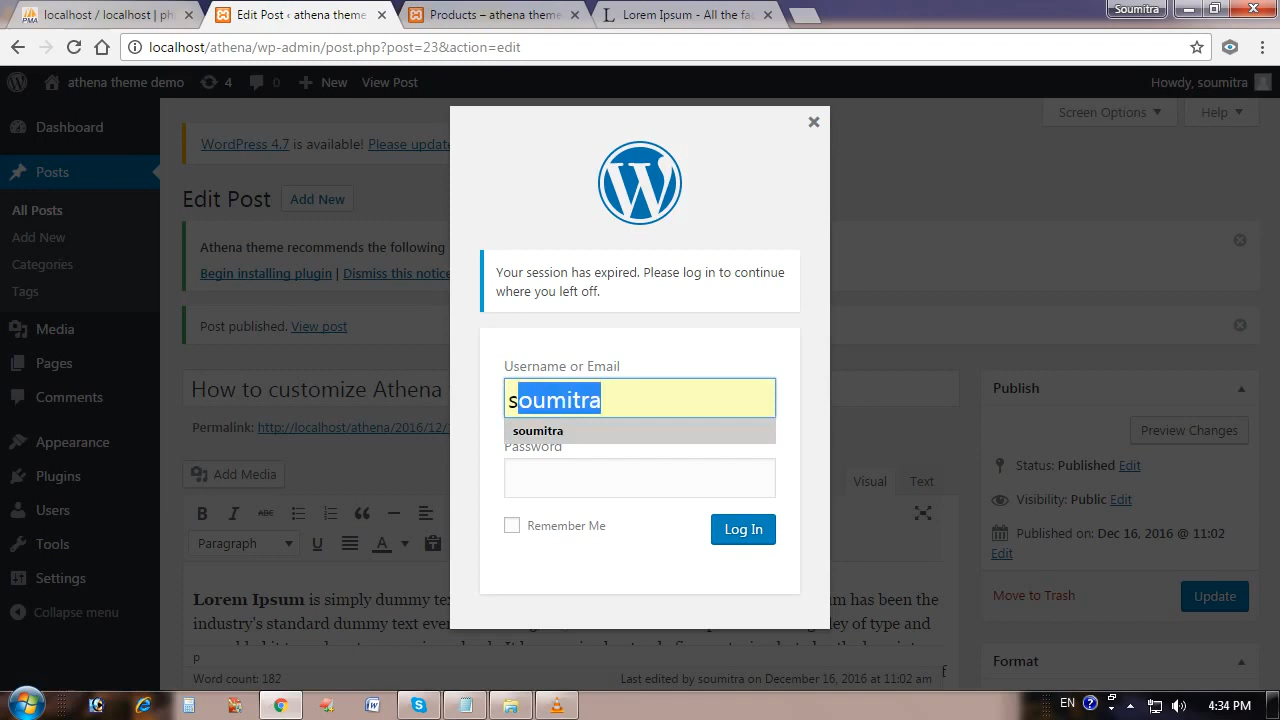 localhost / localhost | ph
Edit Post ‹ athena theme
Products – athena theme
Lorem Ipsum - All the fa
Soumitra
localhost/athena/wp-admin/post.php?post=23&action=edit
athena theme demo
4
0
New
View Post
Howdy, soumitra
Dashboard
Posts
All Posts
Add New
Categories
Tags
Media
Pages
Comments
Appearance
Plugins
Users
Tools
Settings
Collapse menu
Screen Options
Help
WordPress 4.7 is available! Please update
Edit Post
Add New
Athena theme recommends the following
Begin installing plugin | Dismiss this notice
Post published. View post
How to customize Athena
Permalink: http://localhost/athena/2016/12/
Add Media
Visual
Text
Paragraph
Lorem Ipsum is simply dummy
industry's standard dummy text
p
Word count: 182
Last edited by soumitra on December 16, 2016 at 11:02 am
m has been the
ley of type and
Your session has expired. Please log in to continue
where you left off.
Username or Email
soumitra
soumitra
Password
Remember Me
Log In
Publish
Preview Changes
Status: Published Edit
Visibility: Public Edit
Published on: Dec 16, 2016 @ 11:02
Edit
Move to Trash
Update
Format
EN
4:34 PM